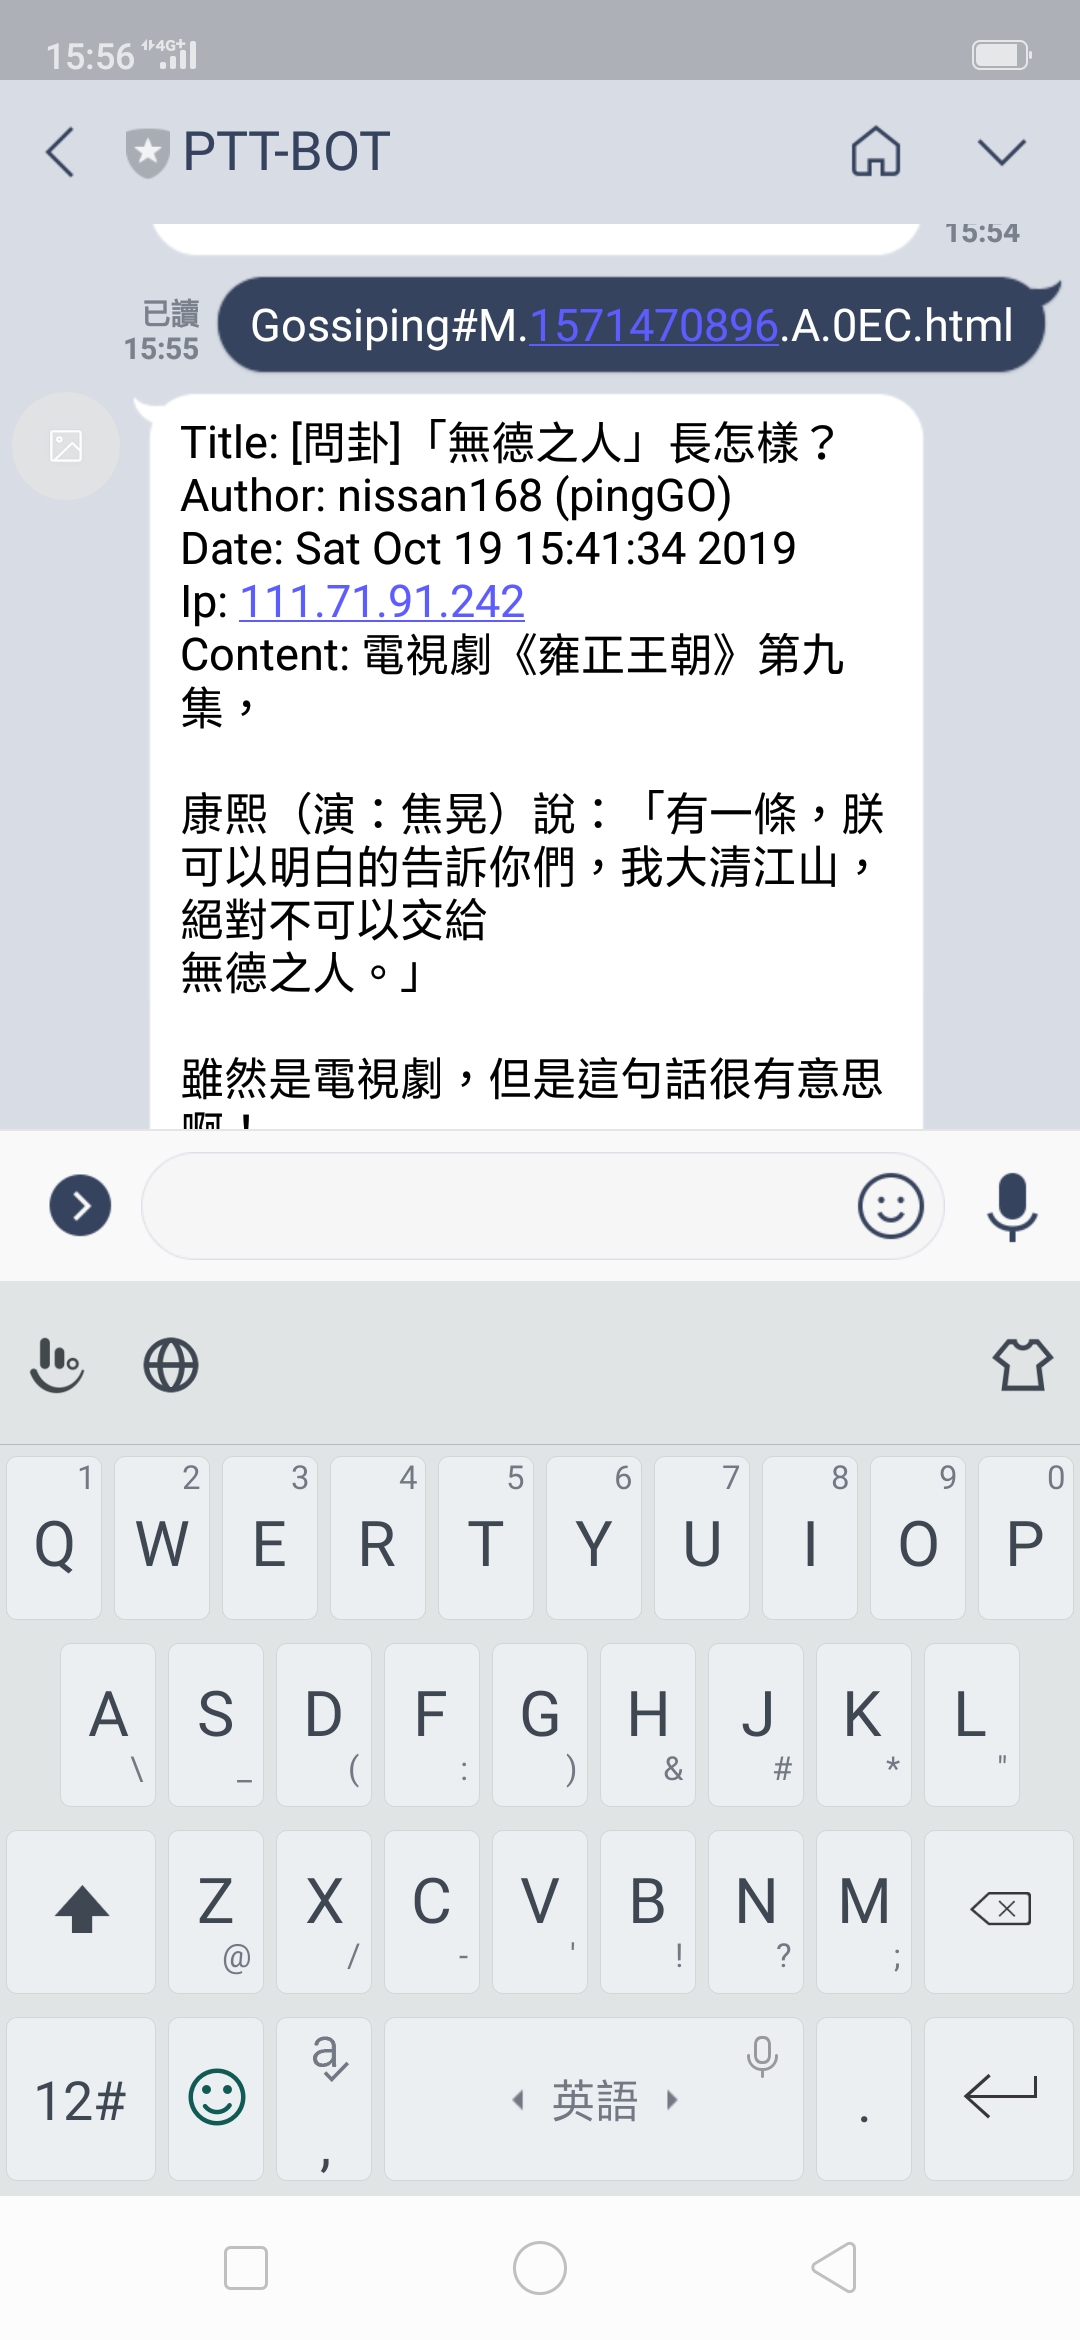 15:56 4G+
PTT-BOT
15:54
已讀
15:55
Gossiping#M.1571470896.A.0EC.html
Title: [問卦]「無德之人」長怎樣？
Author: nissan168 (pingGO)
Date: Sat Oct 19 15:41:34 2019
Ip: 111.71.91.242
Content: 電視劇《雍正王朝》第九
集，
康熙（演：焦晃）說：「有一條，朕
可以明白的告訴你們，我大清江山，
絕對不可以交給
無德之人。」
雖然是電視劇，但是這句話很有意思
啊！
1 2 3 4 5 6 7 8 9 0
Q W E R T Y U I O P
A S D F G H J K L
\ _ ( : ) & # * "
Z X C V B N M
@ / - ' ! ? ;
12# a , 英語 .